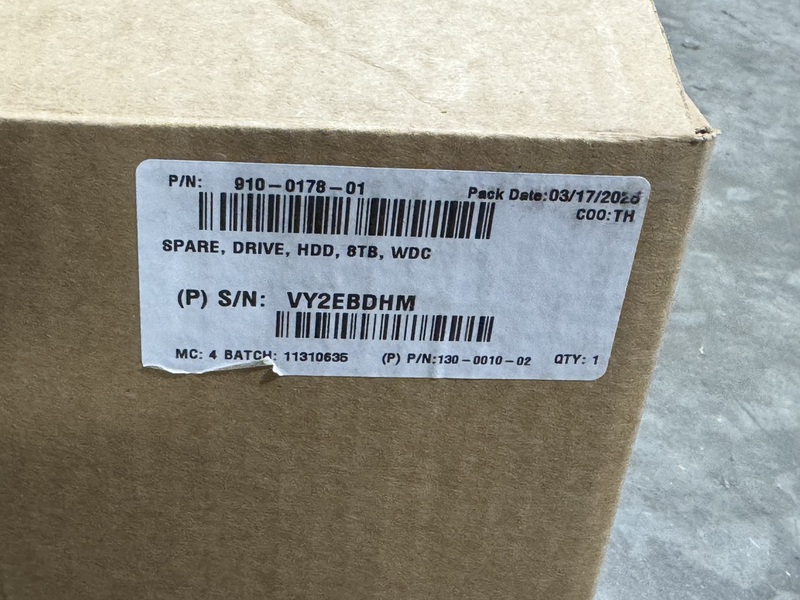 P/N: 910-0178-01
Pack Date:03/17/2026
COO:TH
SPARE, DRIVE, HDD, 8TB, WDC
(P) S/N: VY2EBDHM
MC: 4 BATCH: 11310635 (P) P/N:130-0010-02 QTY: 1